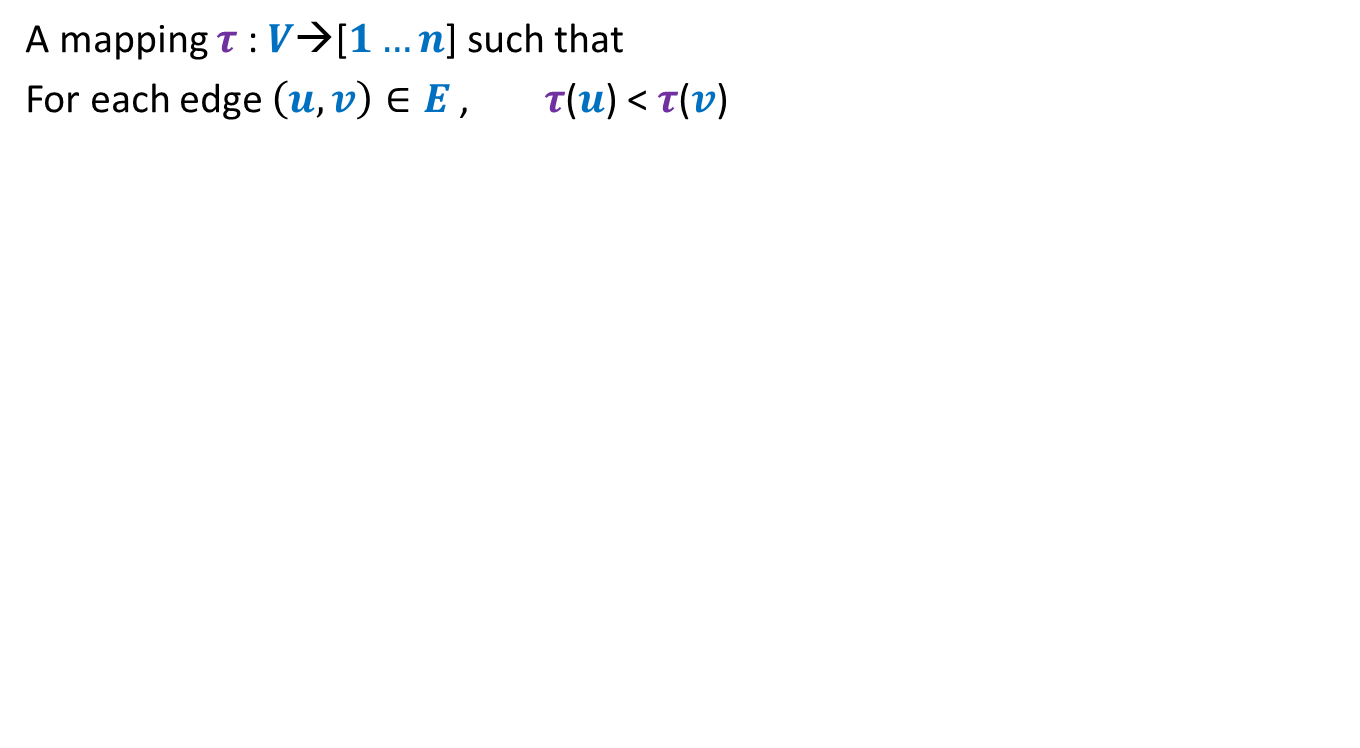 A mapping τ : V→[1 … n] such that
For each edge (u, v) ∈ E , τ(u) < τ(v)